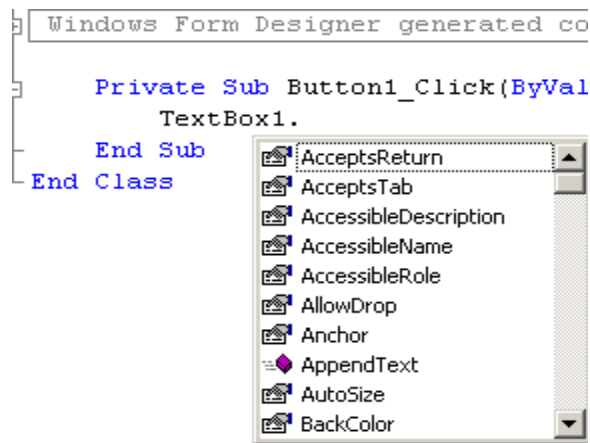 Windows Form Designer generated co
Private Sub Button1_Click(ByVal
TextBox1.
End Sub
End Class
AcceptsReturn
AcceptsTab
AccessibleDescription
AccessibleName
AccessibleRole
AllowDrop
Anchor
AppendText
AutoSize
BackColor